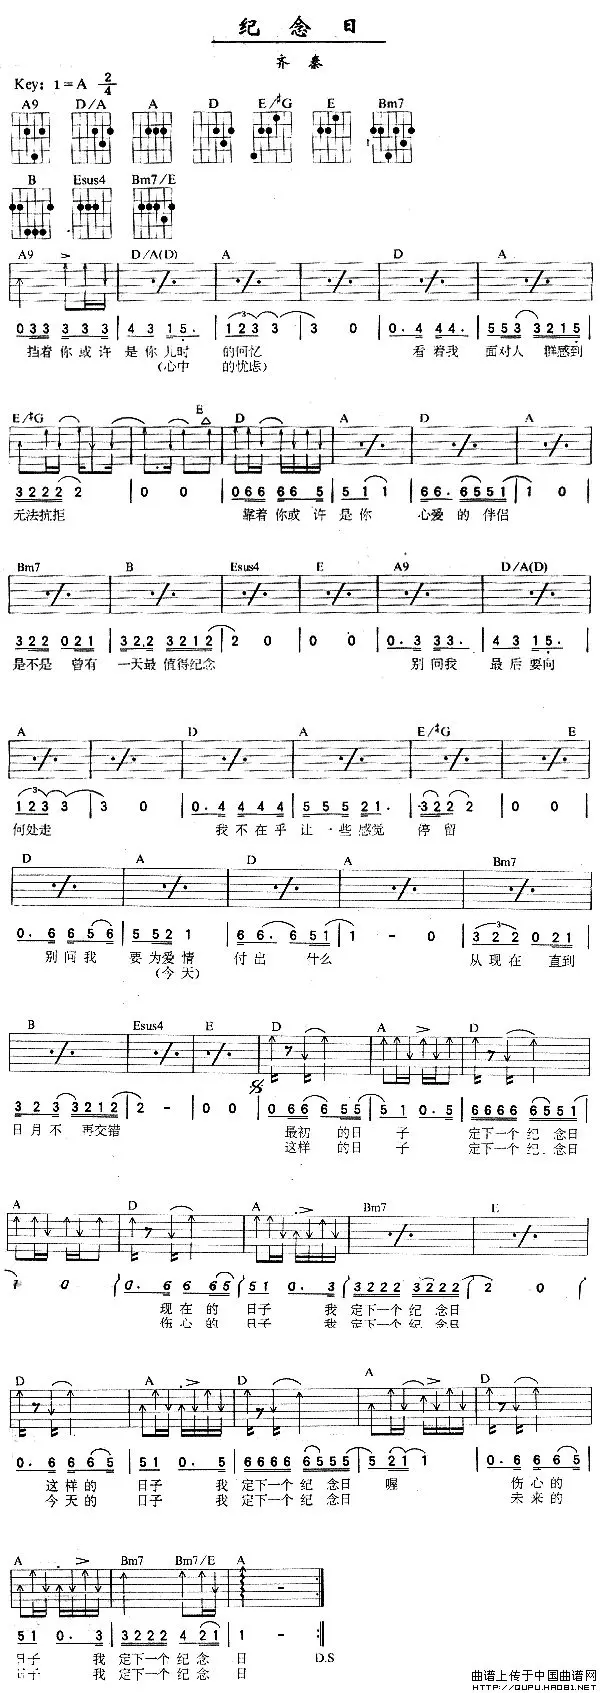 纪念日
齐秦
Key: 1=A 2/4
A9 D/A A D E/#G E Bm7
B Esus4 Bm7/E
A9 D/A(D) A D A
0 3 3 3 3 3 3 | 4 3 1 5. | 1 2 3 3 3 0 | 0. 4 4 4. | 5 5 3 3 2 1 5
挡着你或许 是你儿时 的回忆 看着我 面对人 群感到
(心中 的忧虑)
E/#G E D A D A
3 2 2 2 2 | 0 0 | 0 6 6 6 6 5 | 5 1 1 | 6 6. 6 5 5 1 | 1 0
无法抗拒 靠着你或许是你 心爱的伴侣
Bm7 B Esus4 E A9 D/A(D)
3 2 2 0 2 1 | 3 2. 2 3 2 1 2 | 2 0 | 0 0 | 0. 3 3 3. | 4 3 1 5.
是不是 曾有 一天最值得纪念 别问我 最后要向
A D A E/#G E
1 2 3 3 | 3 0 | 0. 4 4 4 4 | 5 5 5 2 1. | 3 2 2 2 | 0 0
何处走 我不在乎让一些感觉 停留
D A D A Bm7
0. 6 6 5 6 | 5 5 2 1 | 6 6. 6 5 1 | 1 - 0 | 3 2 2 0 2 1
别问我 要为爱情 付出 什么 从现在 直到
(今天)
B Esus4 E D A D
3 2 3 3 2 1 2 | 2 - | 0 0 | 0 6 6 6 5 5 | 5 1 0. 5 | 6 6 6 6 6 5 5 1
日月不 再交错 最初 的日 子 定下一个纪念日
这样 的日 子 定下一个纪念日
A D A Bm7 E
1 0 | 0. 6 6 6 5 | 5 1 0. 3 | 3 2 2 2 3 2 2 2 | 2 0
现在的 日子 我 定下一个纪念日
伤心的 日子 我 定下一个纪念日
D A D A D
0. 6 6 6 5 | 5 1 0. 5 | 6 6 6 6 6 5 5 5 | 5 2 1 1 | 0. 6 6 6 5
这样的 日子 我 定下一个纪念日 喔 伤心的
今天的 日子 我 定下一个纪念日 未来的
A Bm7 Bm7/E A
5 1 0. 3 | 3 2 2 2 4 2 1 | 1 - :||
日子 我 定下一个纪念 日 D.S
日子 我 定下一个纪念 日
曲谱上传于中国曲谱网
HTTP://QUPU.HAO81.NET